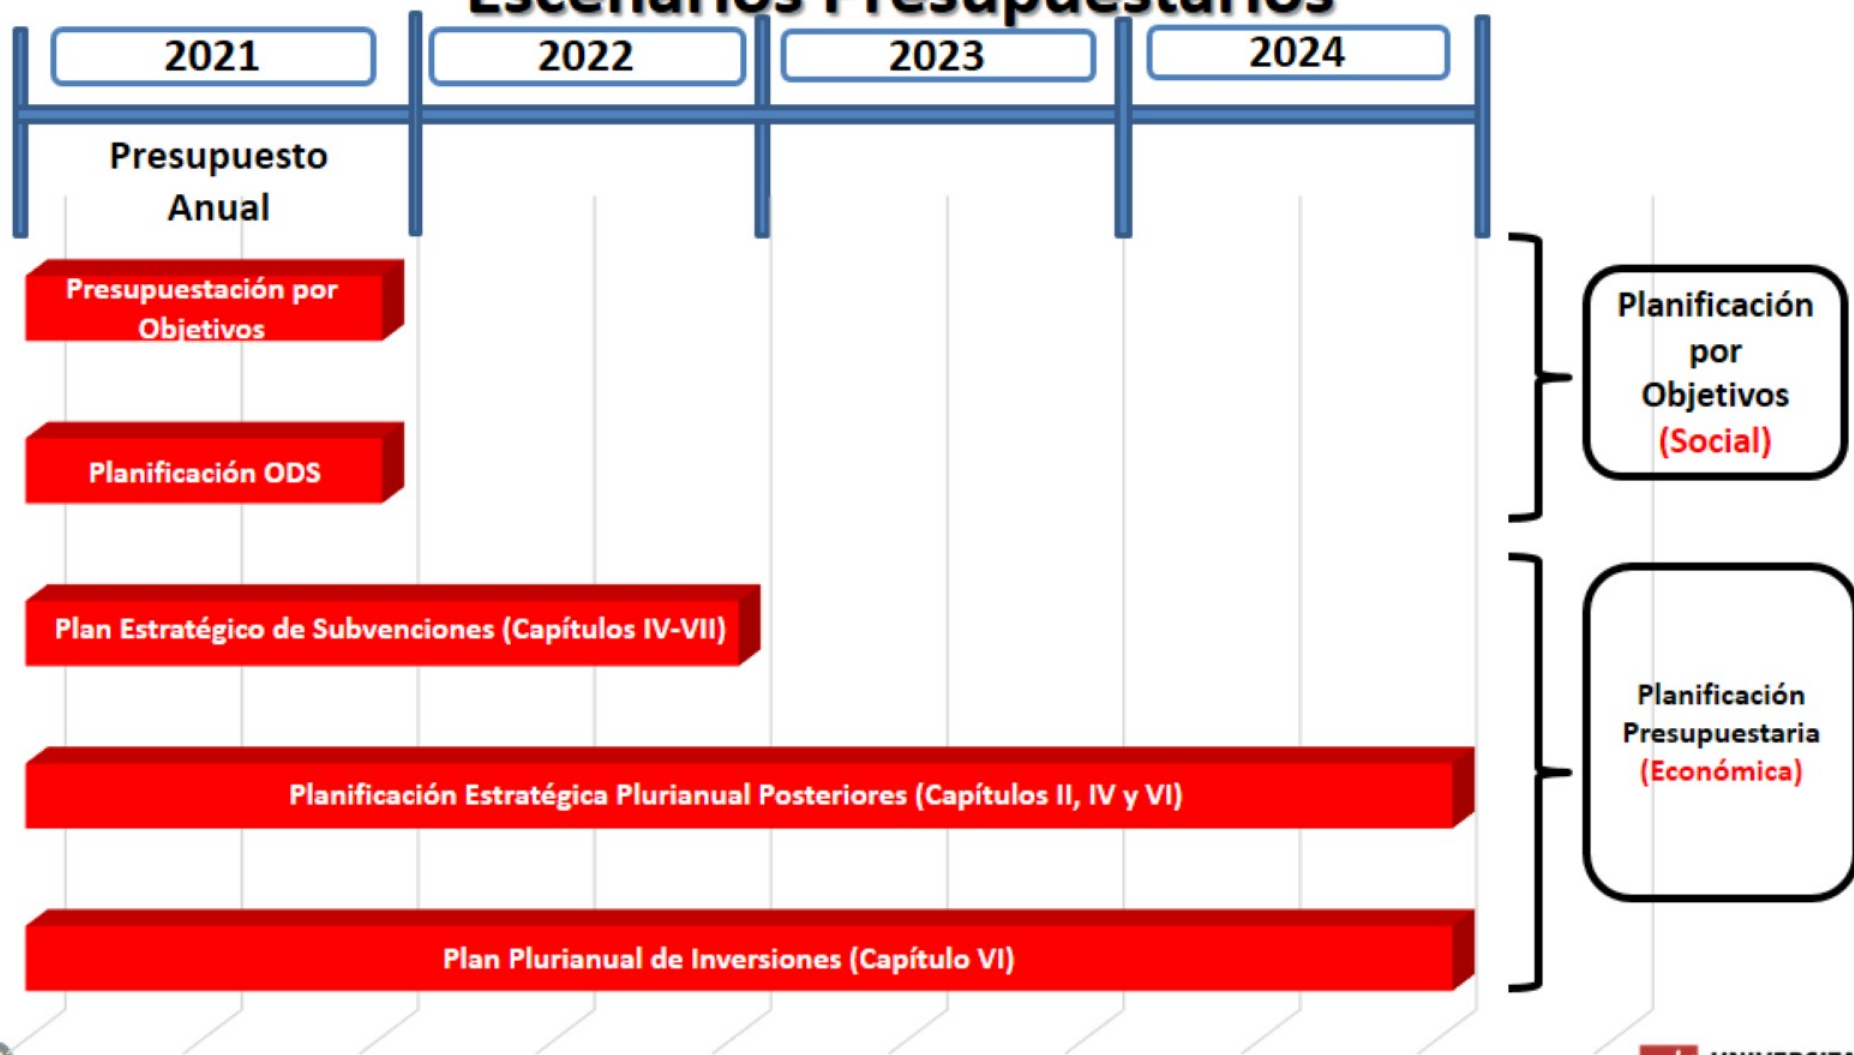 Escenarios Presupuestarios
2021
2022
2023
2024
Presupuesto
Anual
Presupuestación por
Objetivos
Planificación ODS
Plan Estratégico de Subvenciones (Capítulos IV-VII)
Planificación Estratégica Plurianual Posteriores (Capítulos II, IV y VI)
Plan Plurianual de Inversiones (Capítulo VI)
Planificación
por
Objetivos
(Social)
Planificación
Presupuestaria
(Económica)